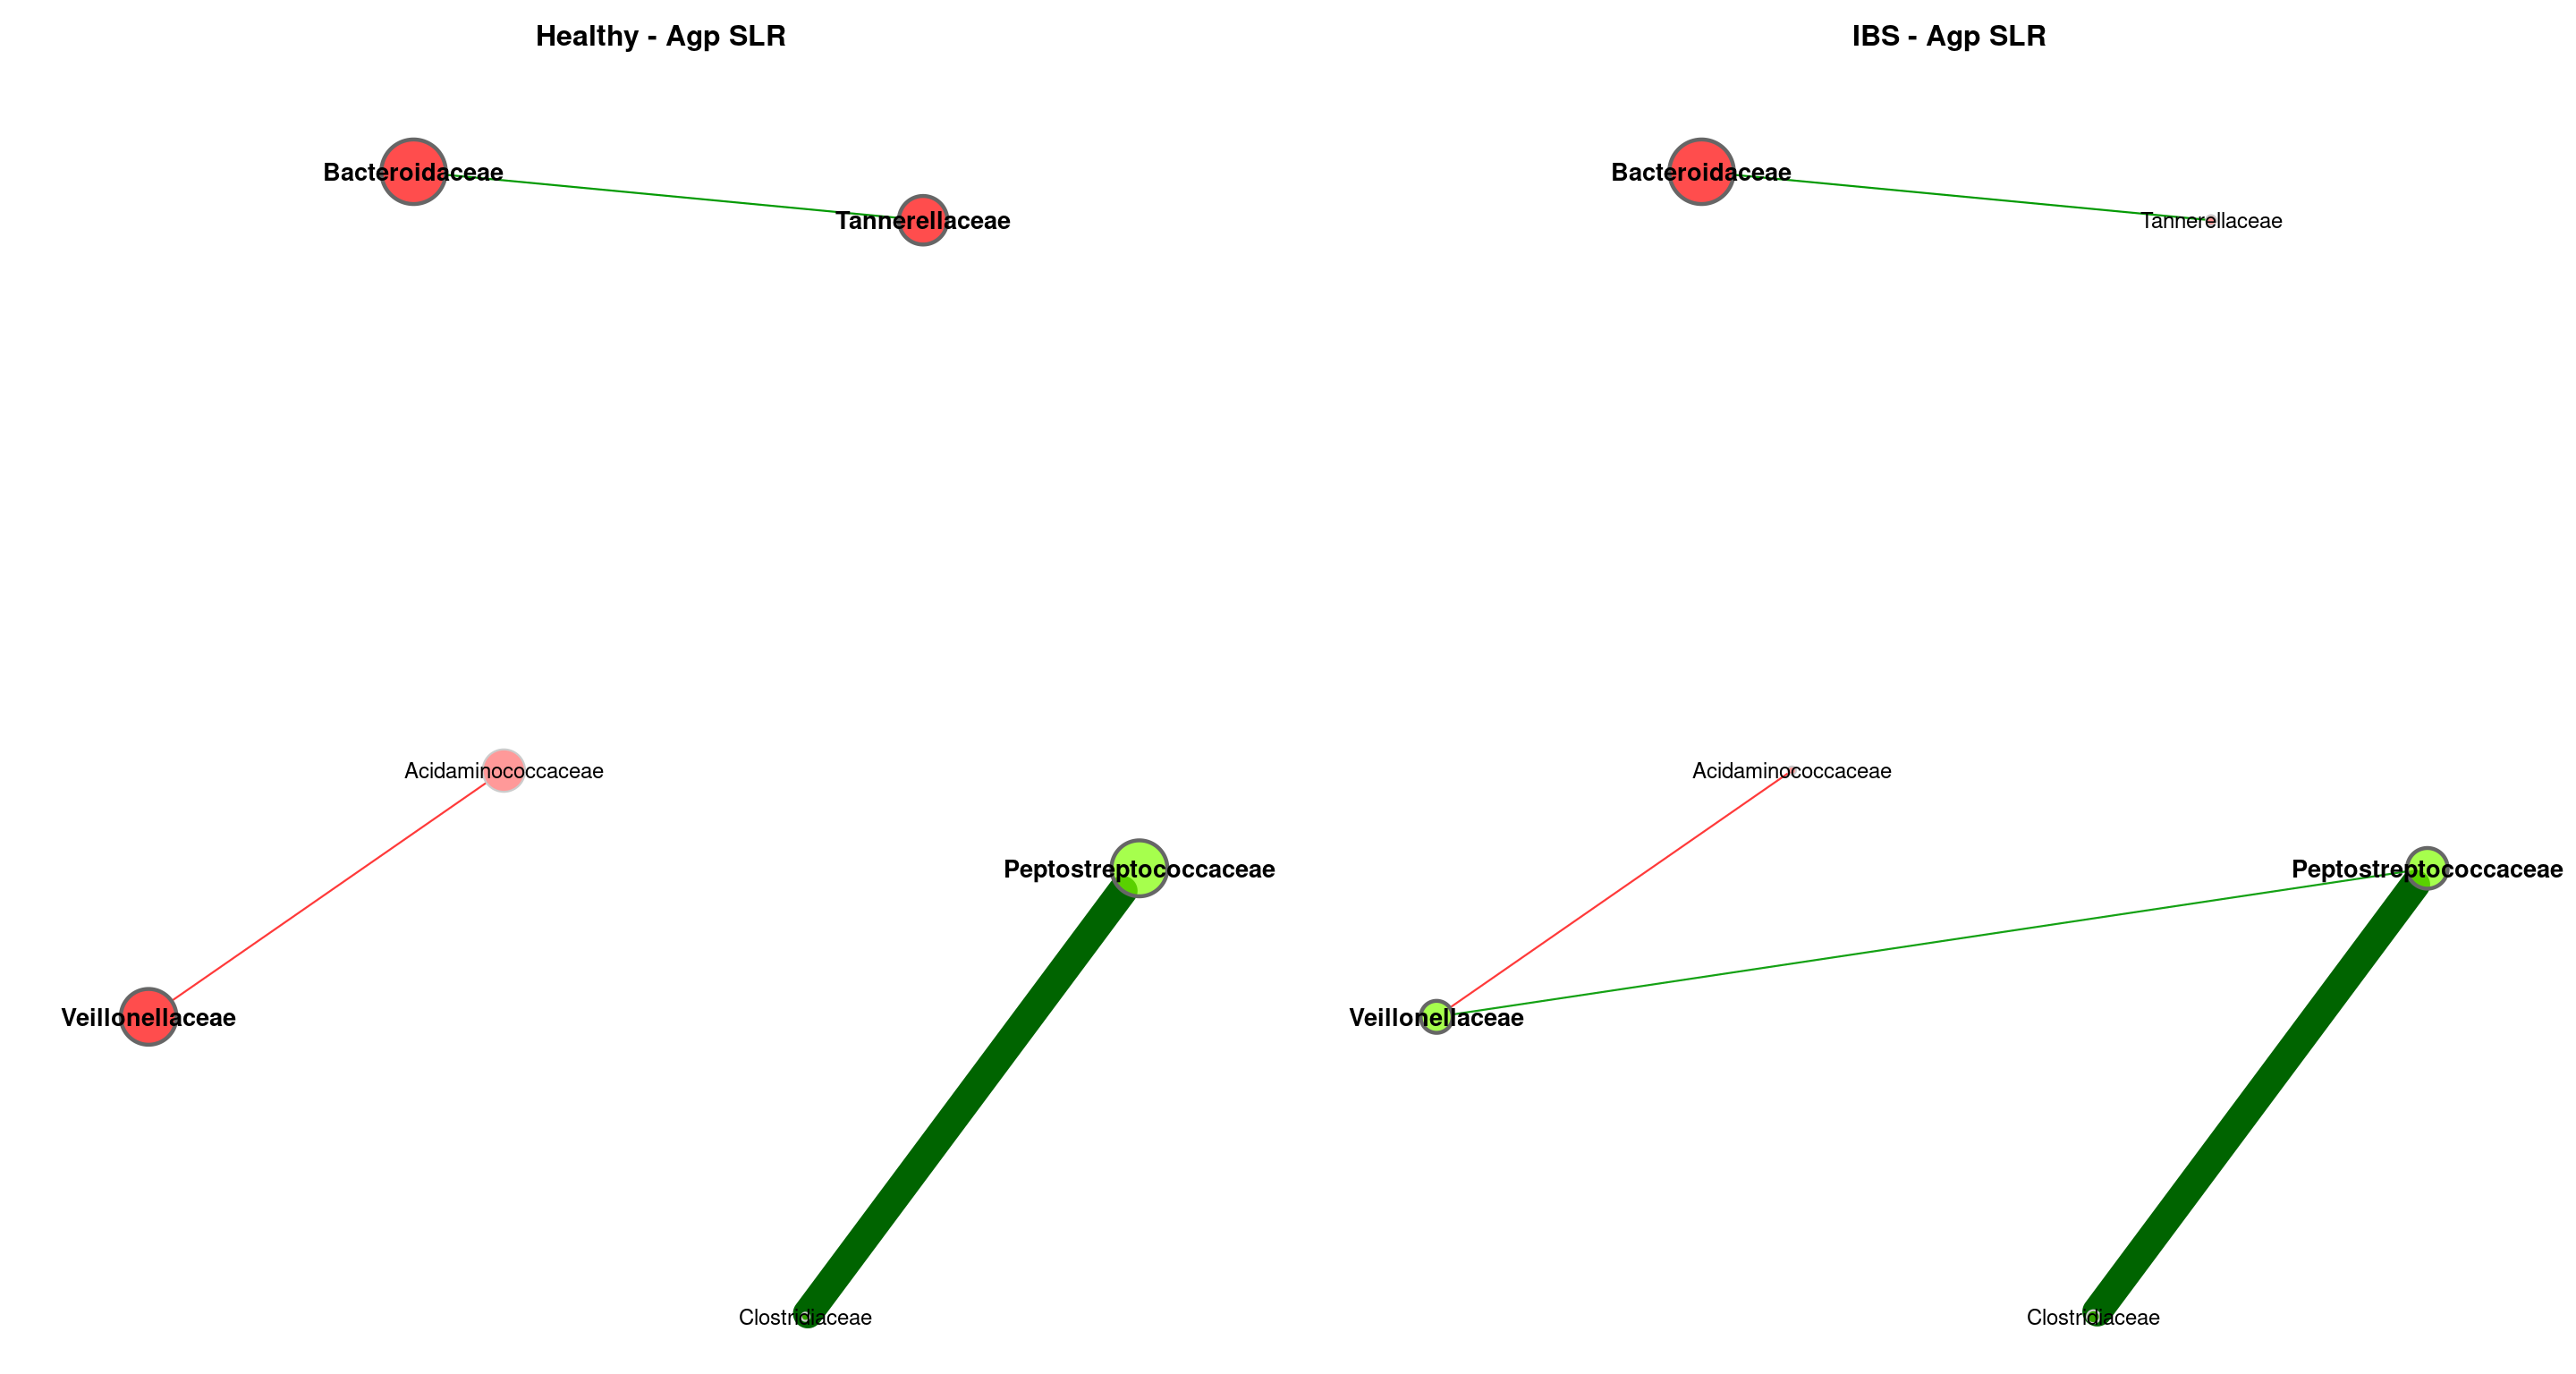 Healthy - Agp SLR
Bacteroidaceae
Tannerellaceae
Acidaminococcaceae
Peptostreptococcaceae
Veillonellaceae
Clostridiaceae
IBS - Agp SLR
Bacteroidaceae
Tannerellaceae
Acidaminococcaceae
Peptostreptococcaceae
Veillonellaceae
Clostridiaceae